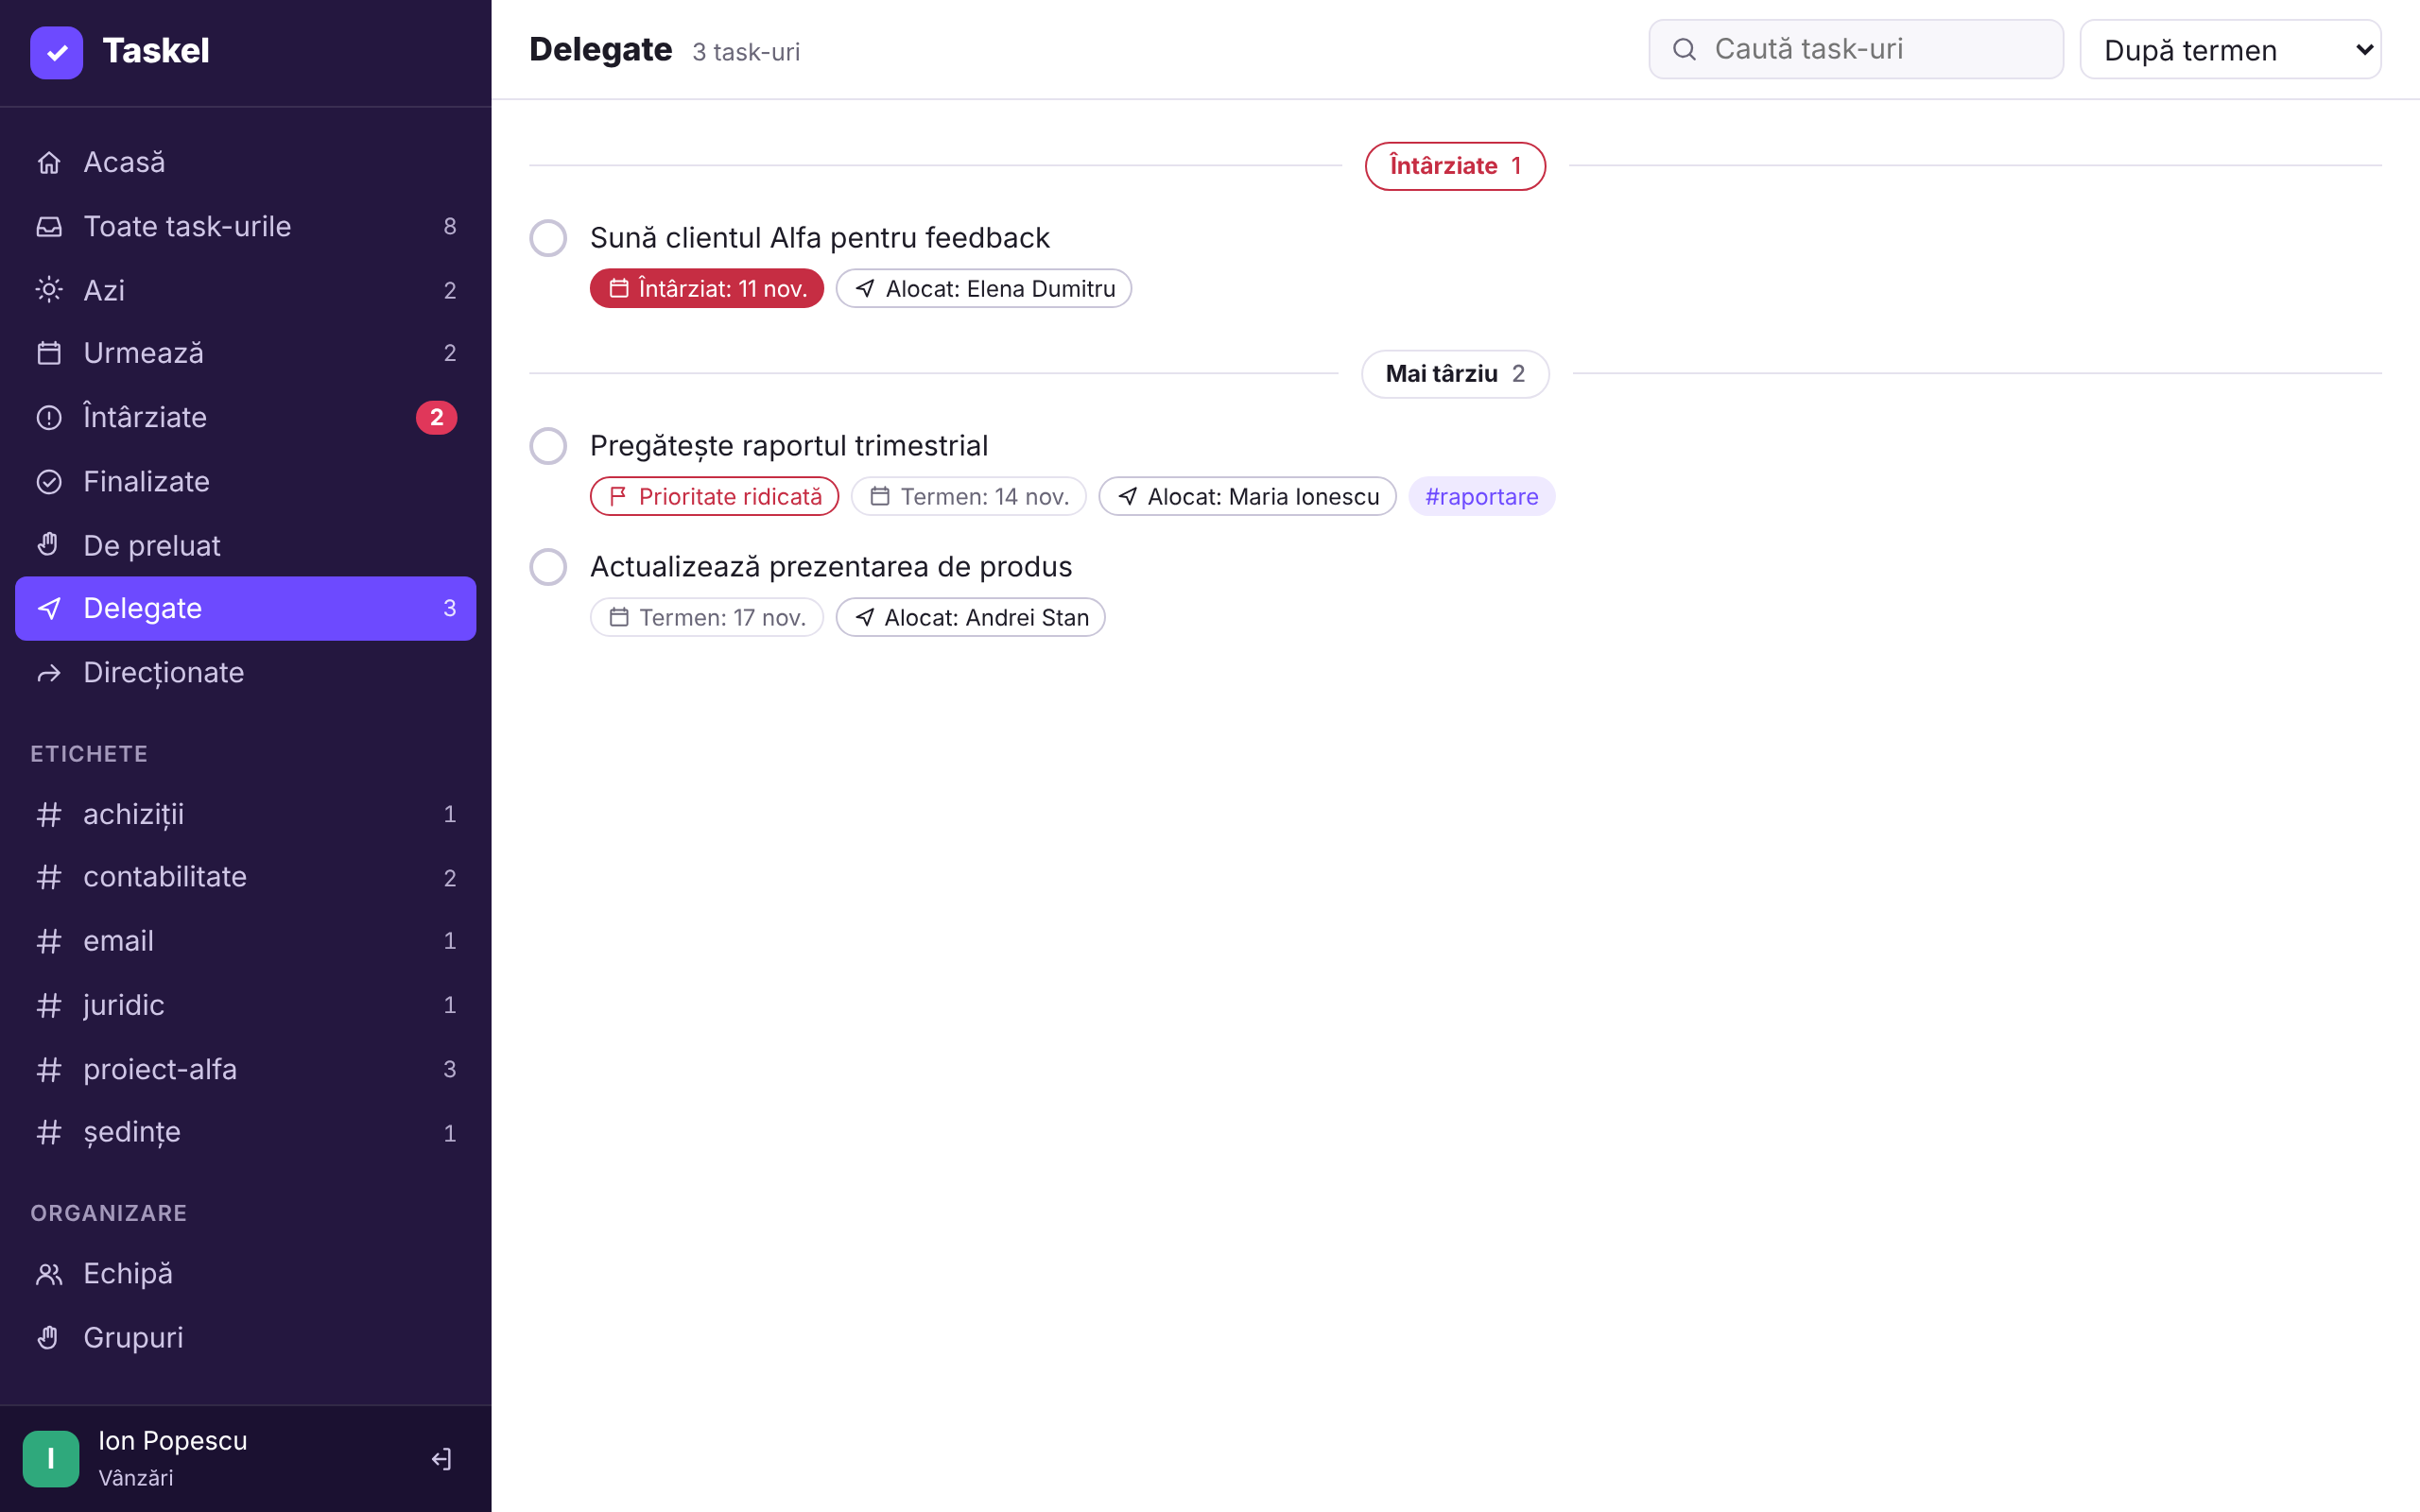 Taskel
Acasă
Toate task-urile 8
Azi 2
Urmează 2
Întârziate 2
Finalizate
De preluat
Delegate 3
Direcționate
ETICHETE
achiziții 1
contabilitate 2
email 1
juridic 1
proiect-alfa 3
ședințe 1
ORGANIZARE
Echipă
Grupuri
I
Ion Popescu
Vânzări
Delegate 3 task-uri
Caută task-uri
După termen
Întârziate 1
Sună clientul Alfa pentru feedback
Întârziat: 11 nov. Alocat: Elena Dumitru
Mai târziu 2
Pregătește raportul trimestrial
Prioritate ridicată Termen: 14 nov. Alocat: Maria Ionescu #raportare
Actualizează prezentarea de produs
Termen: 17 nov. Alocat: Andrei Stan